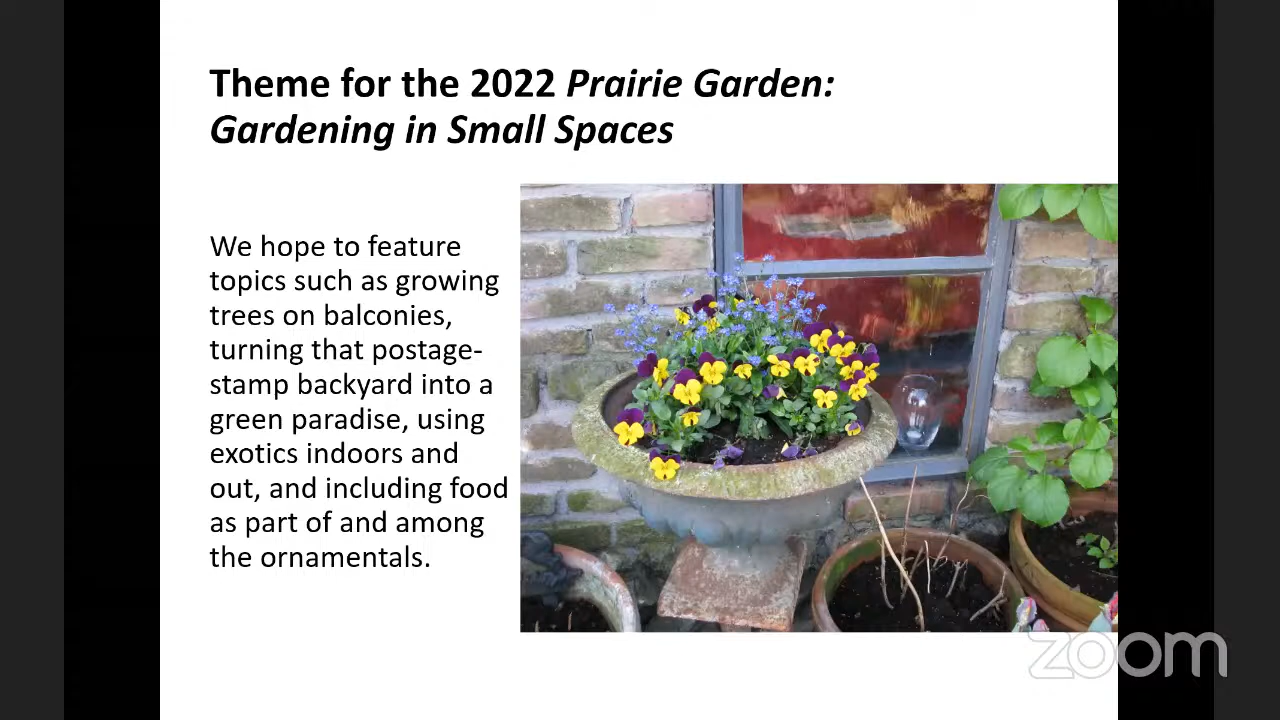 Theme for the 2022 Prairie Garden:
Gardening in Small Spaces
We hope to feature
topics such as growing
trees on balconies,
turning that postage-
stamp backyard into a
green paradise, using
exotics indoors and
out, and including food
as part of and among
the ornamentals.
zoom